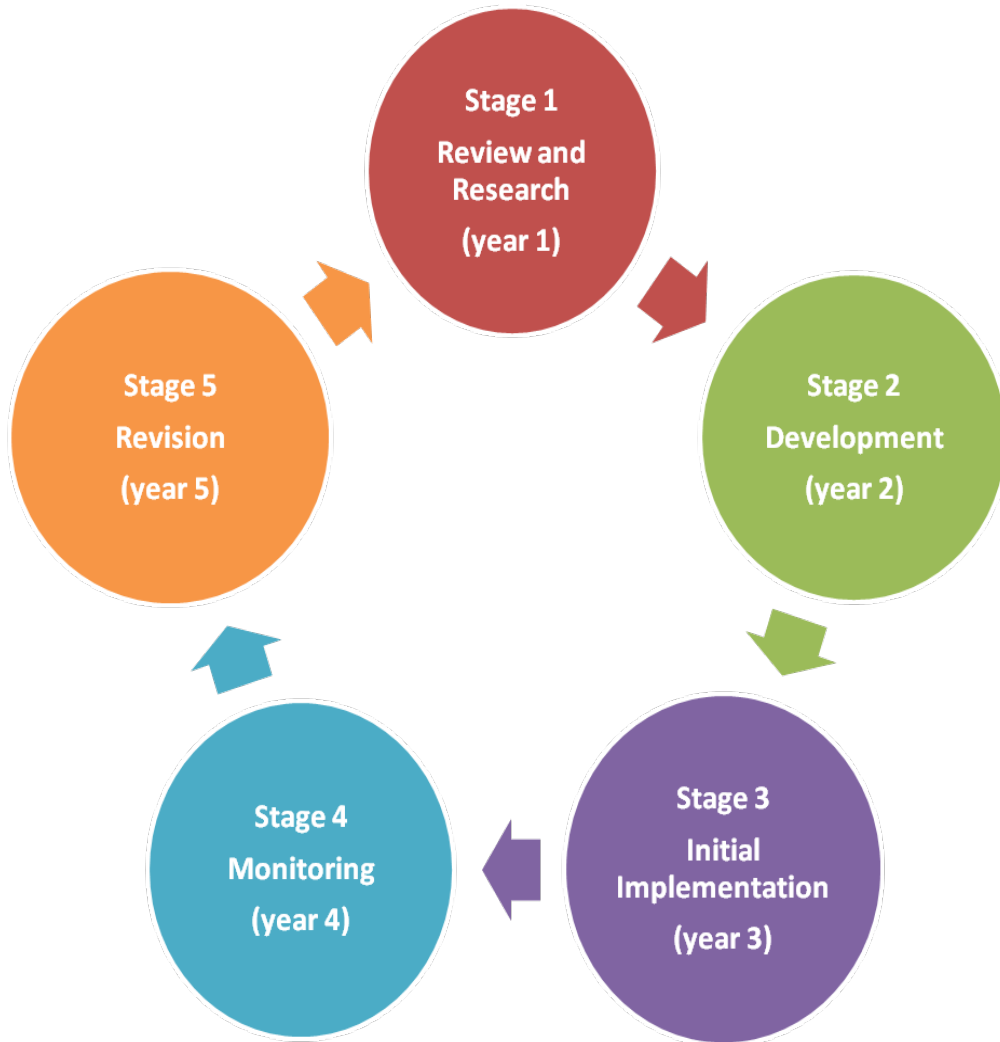 Stage 1
Review and
Research
(year 1)
Stage 2
Development
(year 2)
Stage 3
Initial
Implementation
(year 3)
Stage 4
Monitoring
(year 4)
Stage 5
Revision
(year 5)